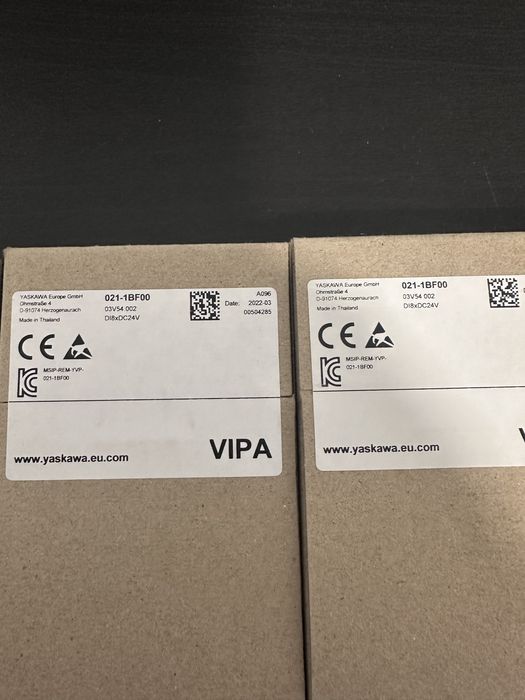 YASKAWA Europe GmbH
Ohmstraße 4
D-91074 Herzogenaurach
Made in Thailand
021-1BF00
03V54.002
DI8xDC24V
A096
Date: 2022-03
00504285
CE
MSIP-REM-YVP-
021-1BF00
www.yaskawa.eu.com
VIPA
YASKAWA Europe GmbH
Ohmstraße 4
D-91074 Herzogenaurach
Made in Thailand
021-1BF00
03V54.002
DI8xDC24V
CE
MSIP-REM-YVP-
021-1BF00
www.yaskawa.eu.com